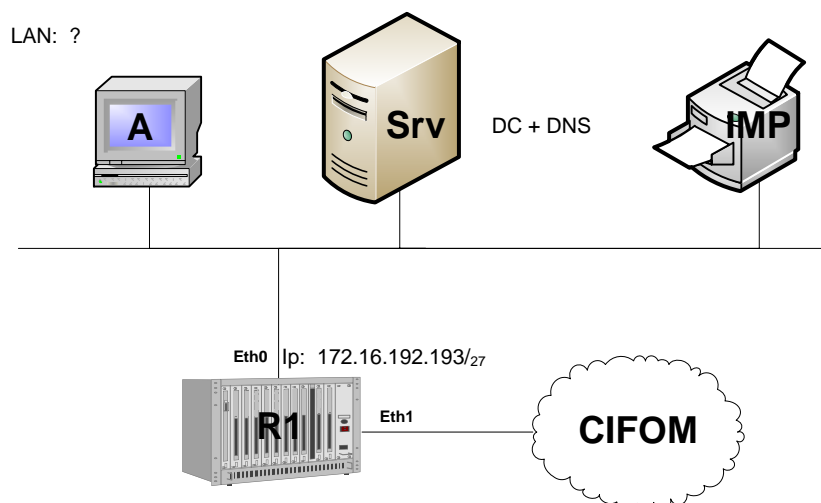 LAN: ?
A
Srv
DC + DNS
IMP
Eth0 Ip: 172.16.192.193/27
R1
Eth1
CIFOM